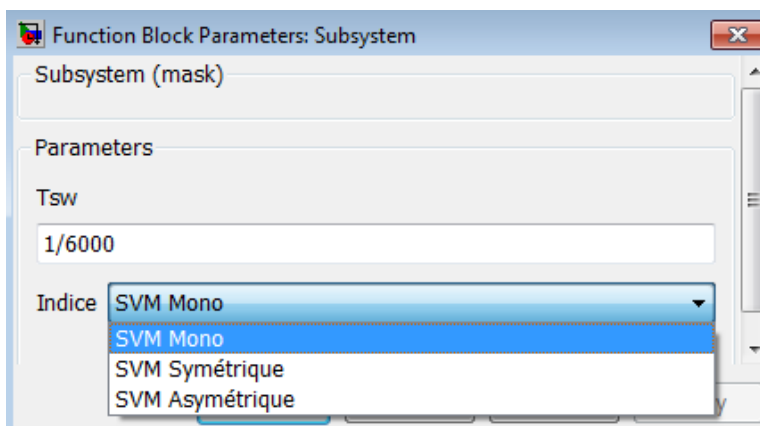 Function Block Parameters: Subsystem
Subsystem (mask)
Parameters
Tsw
1/6000
Indice SVM Mono
SVM Mono
SVM Symétrique
SVM Asymétrique